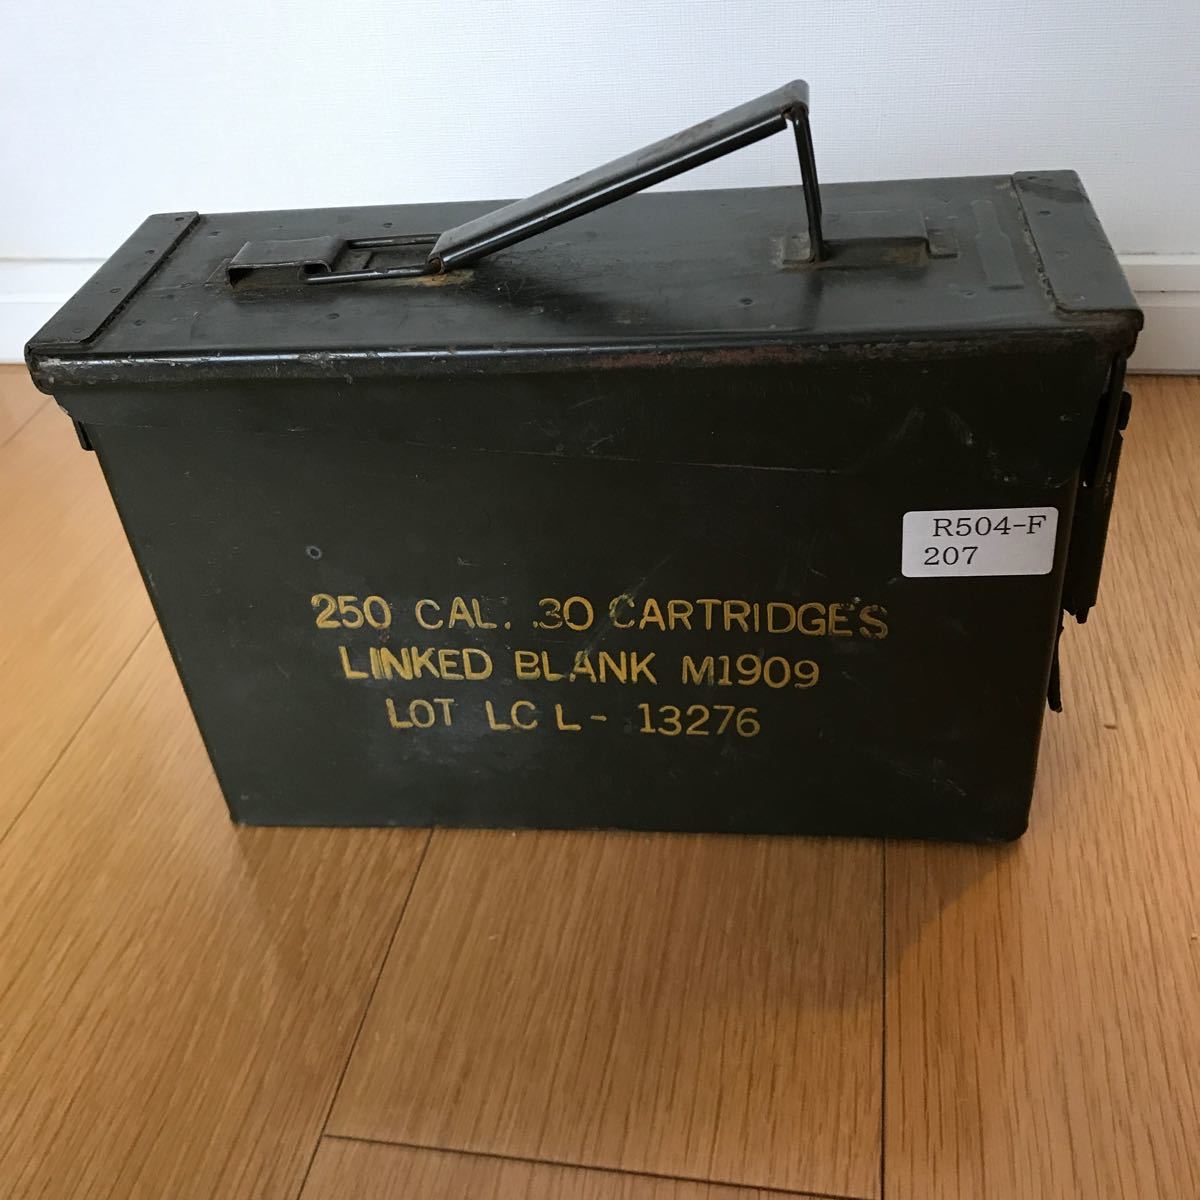 R504-F
207
250 CAL. .30 CARTRIDGES
LINKED BLANK M1909
LOT LC L - 13276